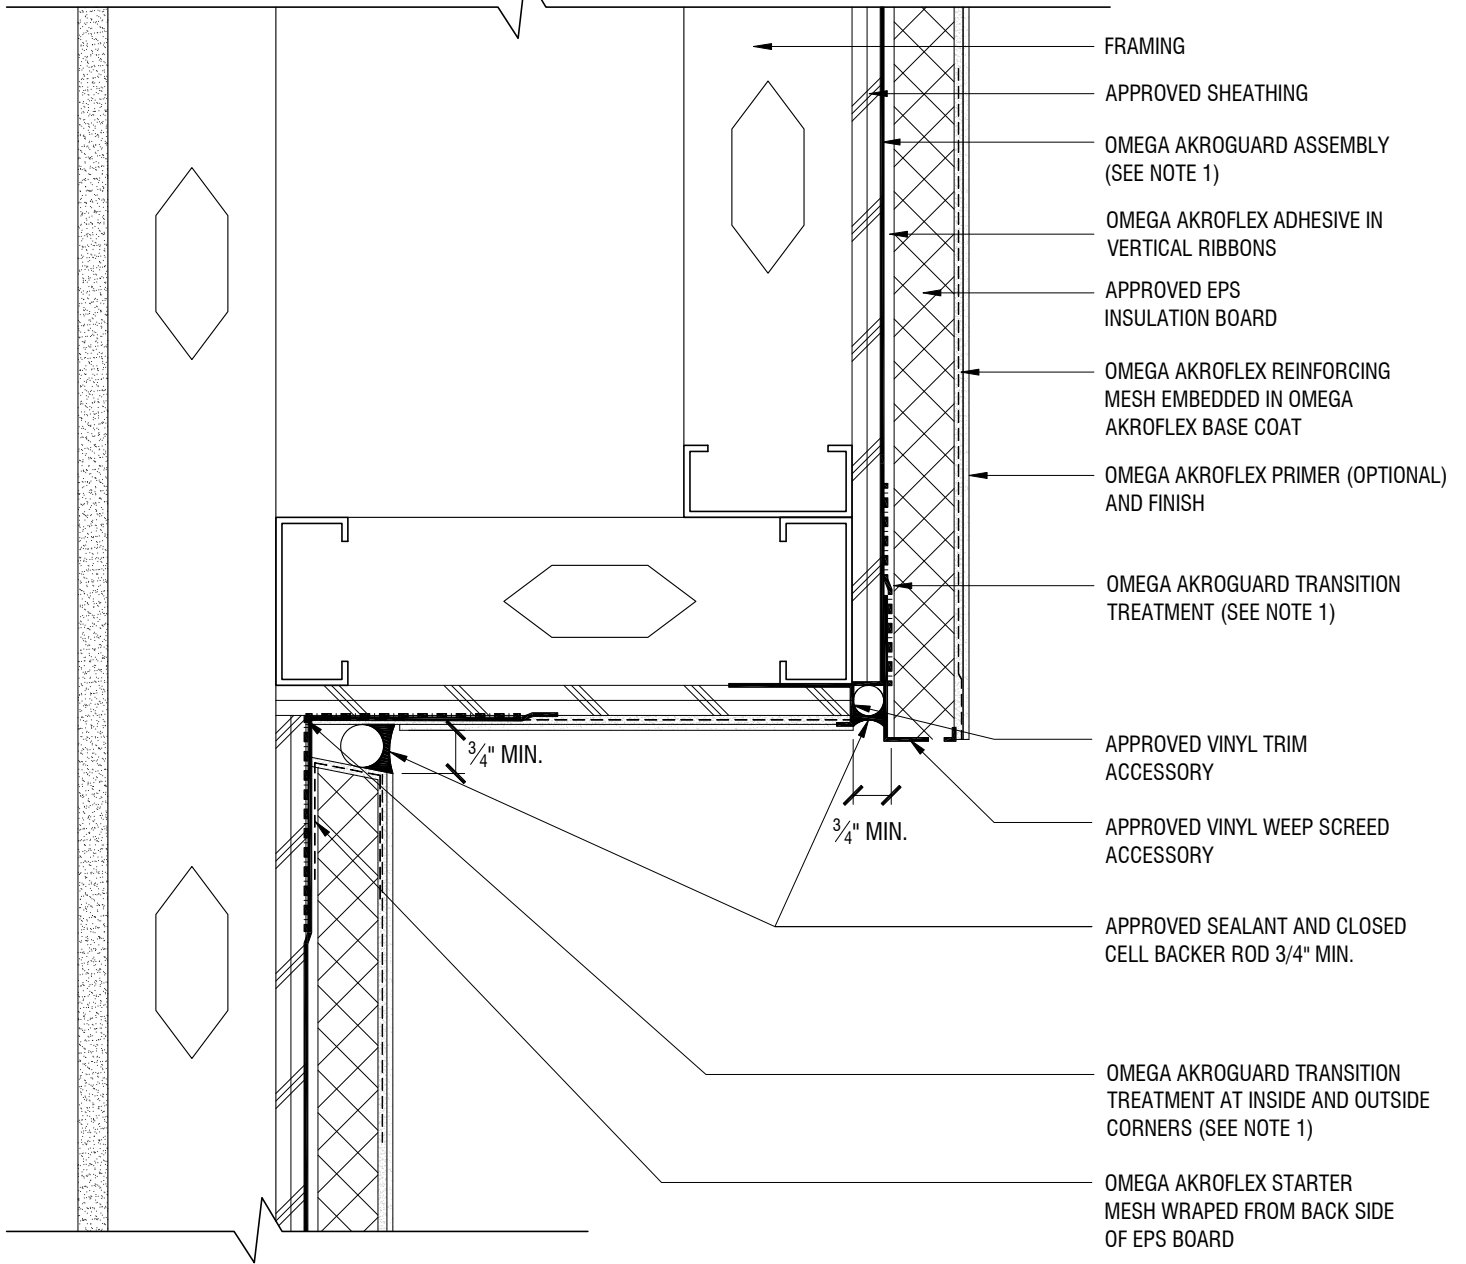 FRAMING
APPROVED SHEATHING
OMEGA AKROGUARD ASSEMBLY
(SEE NOTE 1)
OMEGA AKROFLEX ADHESIVE IN
VERTICAL RIBBONS
APPROVED EPS
INSULATION BOARD
OMEGA AKROFLEX REINFORCING
MESH EMBEDDED IN OMEGA
AKROFLEX BASE COAT
OMEGA AKROFLEX PRIMER (OPTIONAL)
AND FINISH
OMEGA AKROGUARD TRANSITION
TREATMENT (SEE NOTE 1)
3/4" MIN.
APPROVED VINYL TRIM
ACCESSORY
3/4" MIN.
APPROVED VINYL WEEP SCREED
ACCESSORY
APPROVED SEALANT AND CLOSED
CELL BACKER ROD 3/4" MIN.
OMEGA AKROGUARD TRANSITION
TREATMENT AT INSIDE AND OUTSIDE
CORNERS (SEE NOTE 1)
OMEGA AKROFLEX STARTER
MESH WRAPED FROM BACK SIDE
OF EPS BOARD